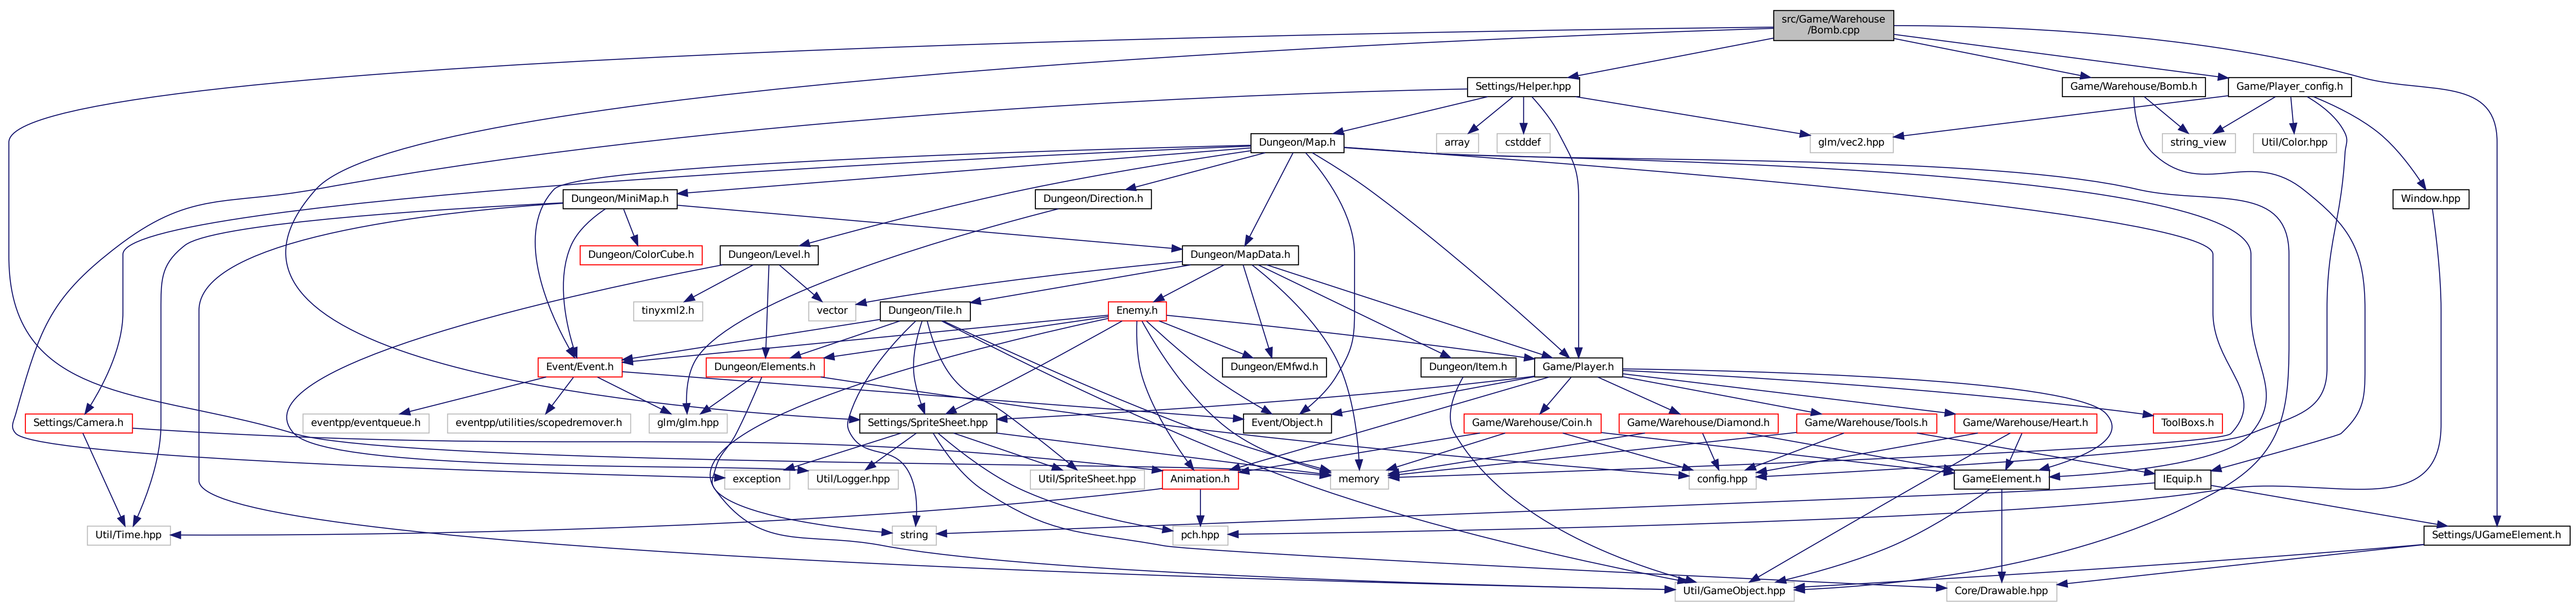 src/Game/Warehouse
/Bomb.cpp
Settings/Helper.hpp
Game/Warehouse/Bomb.h
Game/Player_config.h
Dungeon/Map.h
array
cstddef
glm/vec2.hpp
string_view
Util/Color.hpp
Dungeon/MiniMap.h
Dungeon/Direction.h
Window.hpp
Dungeon/ColorCube.h
Dungeon/Level.h
Dungeon/MapData.h
tinyxml2.h
vector
Dungeon/Tile.h
Enemy.h
Event/Event.h
Dungeon/Elements.h
Dungeon/EMfwd.h
Dungeon/Item.h
Game/Player.h
Settings/Camera.h
eventpp/eventqueue.h
eventpp/utilities/scopedremover.h
glm/glm.hpp
Settings/SpriteSheet.hpp
Event/Object.h
Game/Warehouse/Coin.h
Game/Warehouse/Diamond.h
Game/Warehouse/Tools.h
Game/Warehouse/Heart.h
ToolBoxs.h
exception
Util/Logger.hpp
Util/SpriteSheet.hpp
Animation.h
memory
config.hpp
GameElement.h
IEquip.h
Util/Time.hpp
string
pch.hpp
Settings/UGameElement.h
Util/GameObject.hpp
Core/Drawable.hpp